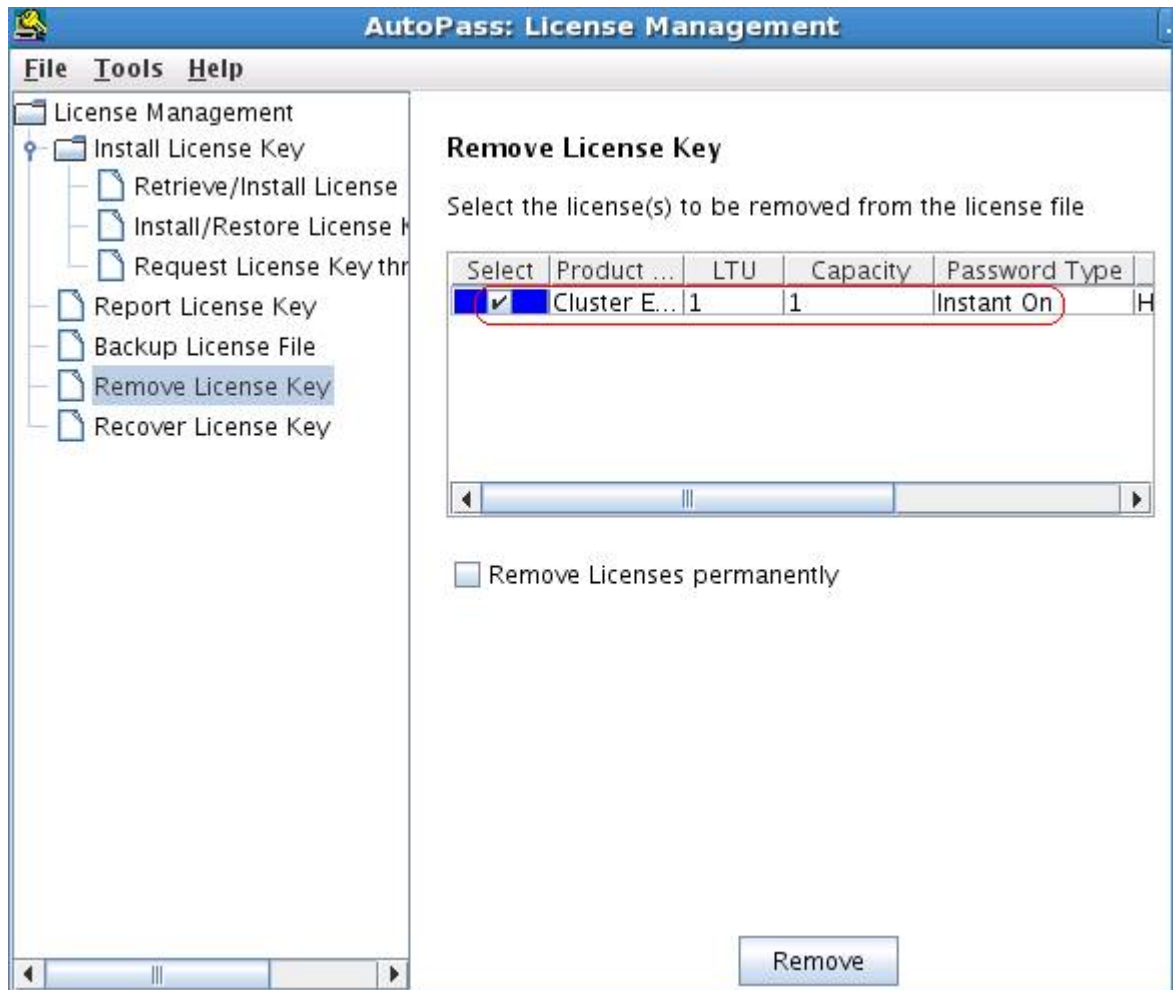 AutoPass: License Management
File Tools Help
License Management
Install License Key
Retrieve/Install License
Install/Restore License K
Request License Key thr
Report License Key
Backup License File
Remove License Key
Recover License Key
Remove License Key
Select the license(s) to be removed from the license file
Select Product ... LTU Capacity Password Type
Cluster E... 1 1 Instant On H
Remove Licenses permanently
Remove